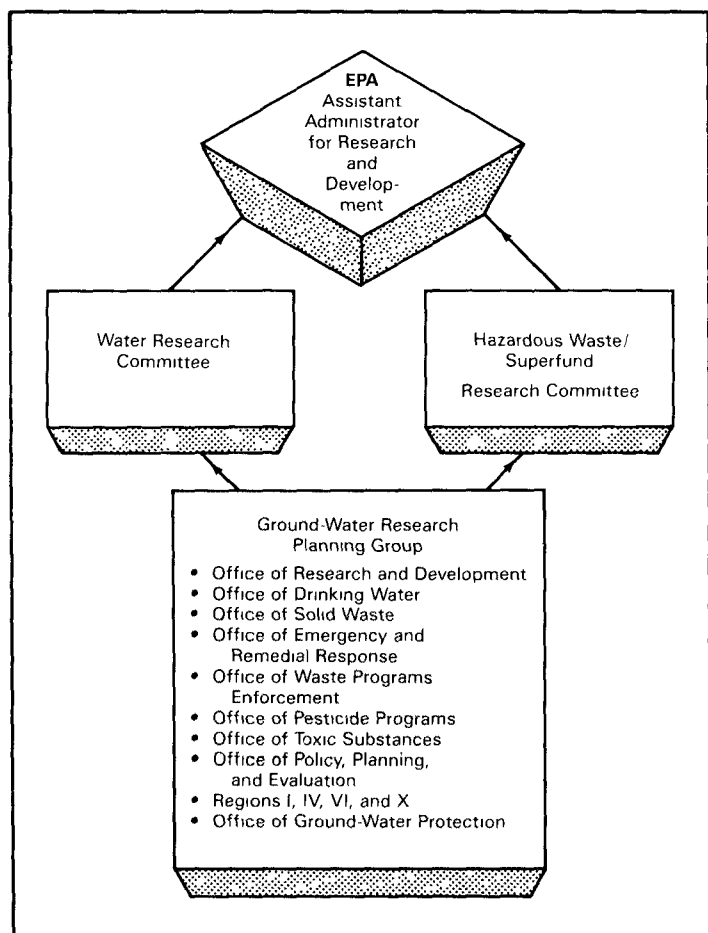 EPA
Assistant
Administrator
for Research
and
Develop-
ment
Water Research
Committee
Hazardous Waste/
Superfund
Research Committee
Ground-Water Research
Planning Group
• Office of Research and Development
• Office of Drinking Water
• Office of Solid Waste
• Office of Emergency and
Remedial Response
• Office of Waste Programs
Enforcement
• Office of Pesticide Programs
• Office of Toxic Substances
• Office of Policy, Planning,
and Evaluation
• Regions I, IV, VI, and X
• Office of Ground-Water Protection